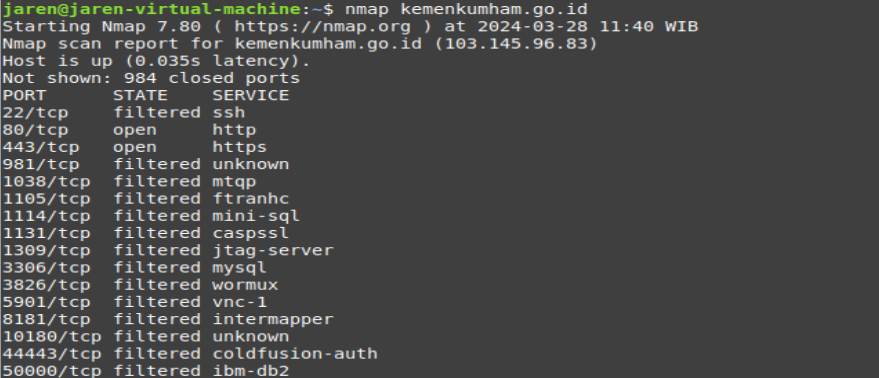 jaren@jaren-virtual-machine:~$ nmap kemenkumham.go.id
Starting Nmap 7.80 ( https://nmap.org ) at 2024-03-28 11:40 WIB
Nmap scan report for kemenkumham.go.id (103.145.96.83)
Host is up (0.035s latency).
Not shown: 984 closed ports
PORT      STATE    SERVICE
22/tcp    filtered ssh
80/tcp    open     http
443/tcp   open     https
981/tcp   filtered unknown
1038/tcp  filtered mtqp
1105/tcp  filtered ftranhc
1114/tcp  filtered mini-sql
1131/tcp  filtered caspssl
1309/tcp  filtered jtag-server
3306/tcp  filtered mysql
3826/tcp  filtered wormux
5901/tcp  filtered vnc-1
8181/tcp  filtered intermapper
10180/tcp filtered unknown
44443/tcp filtered coldfusion-auth
50000/tcp filtered ibm-db2